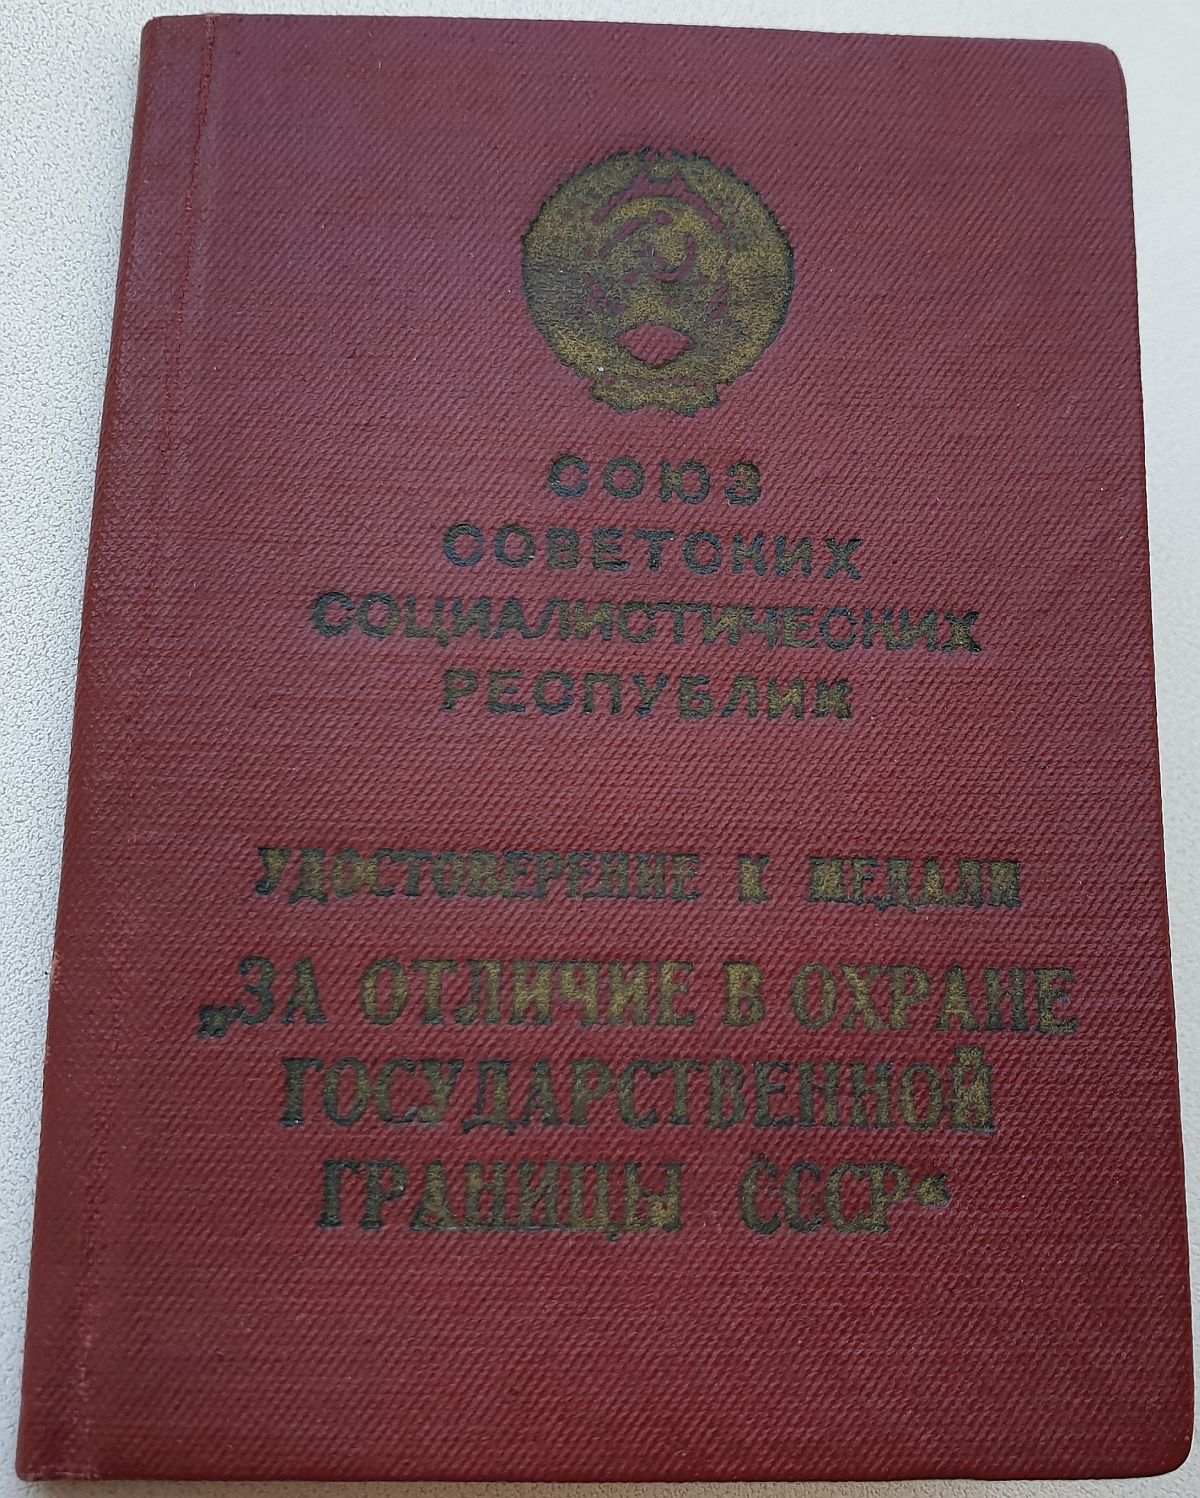 СОЮЗ
СОВЕТСКИХ
СОЦИАЛИСТИЧЕСКИХ
РЕСПУБЛИК
УДОСТОВЕРЕНИЕ К МЕДАЛИ
„ЗА ОТЛИЧИЕ В ОХРАНЕ
ГОСУДАРСТВЕННОЙ
ГРАНИЦЫ СССР“